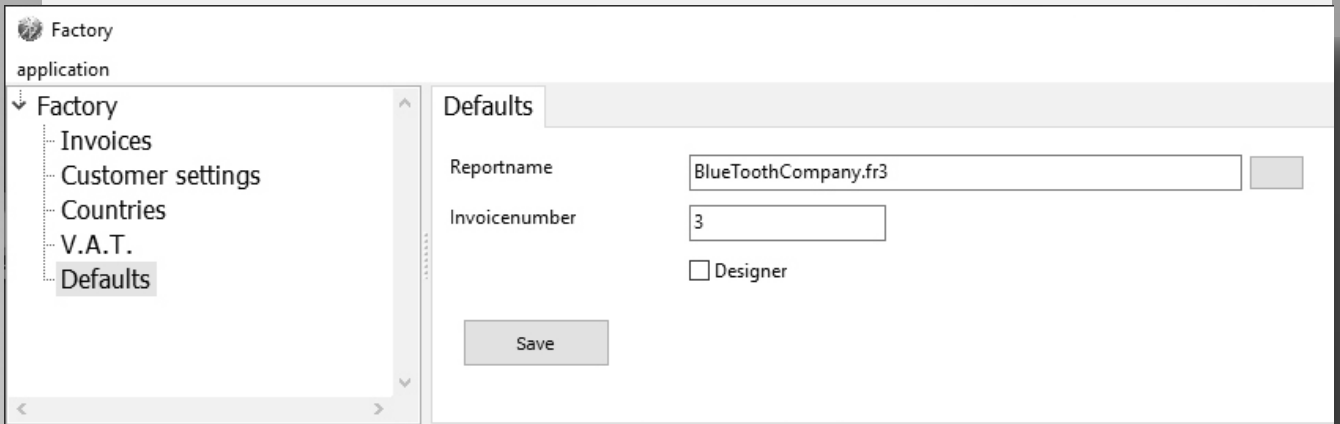 Factory
application
Factory
Invoices
Customer settings
Countries
V.A.T.
Defaults
Defaults
Reportname
BlueToothCompany.fr3
Invoicenumber
3
Designer
Save